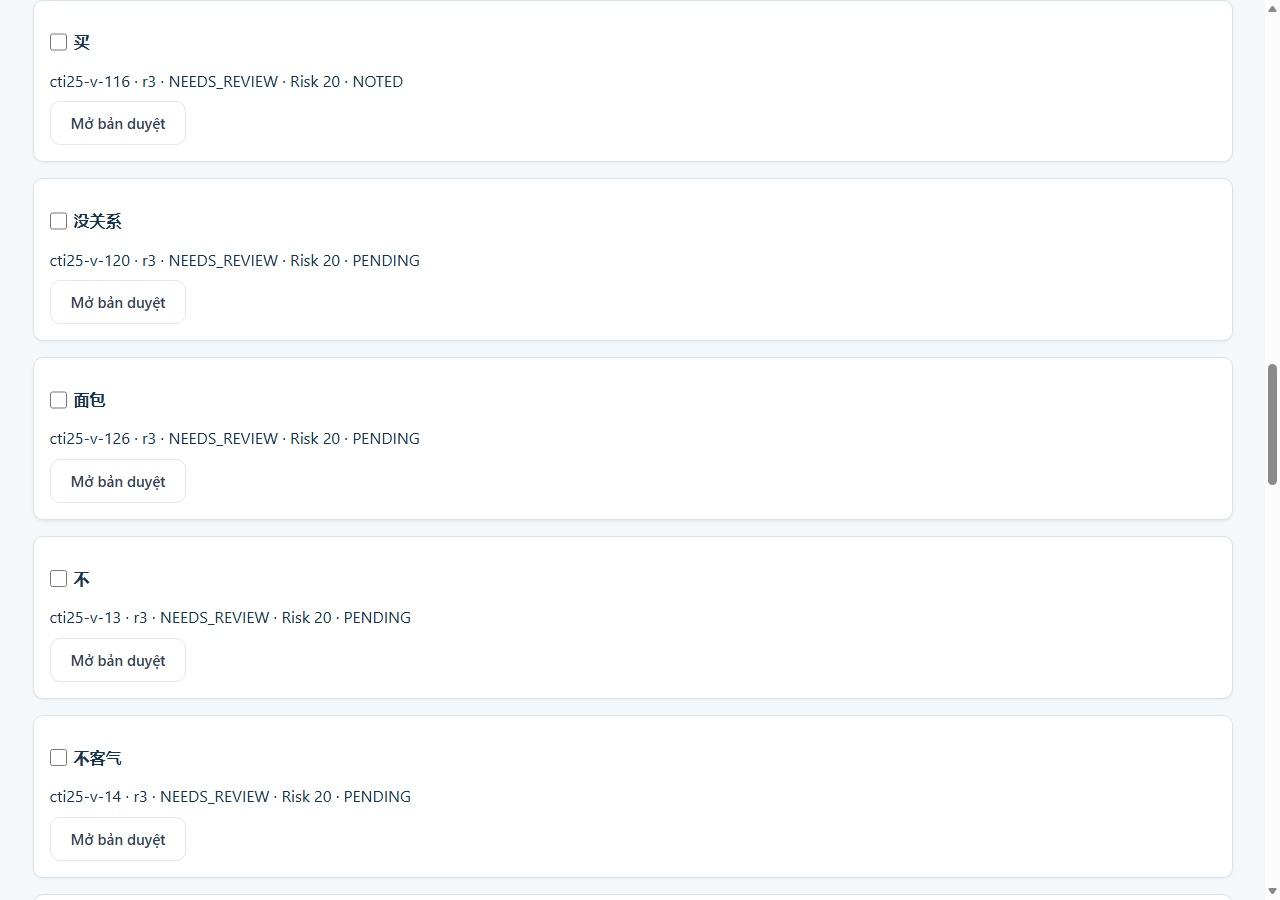 买
cti25-v-116 · r3 · NEEDS_REVIEW · Risk 20 · NOTED
Mở bản duyệt
没关系
cti25-v-120 · r3 · NEEDS_REVIEW · Risk 20 · PENDING
Mở bản duyệt
面包
cti25-v-126 · r3 · NEEDS_REVIEW · Risk 20 · PENDING
Mở bản duyệt
不
cti25-v-13 · r3 · NEEDS_REVIEW · Risk 20 · PENDING
Mở bản duyệt
不客气
cti25-v-14 · r3 · NEEDS_REVIEW · Risk 20 · PENDING
Mở bản duyệt